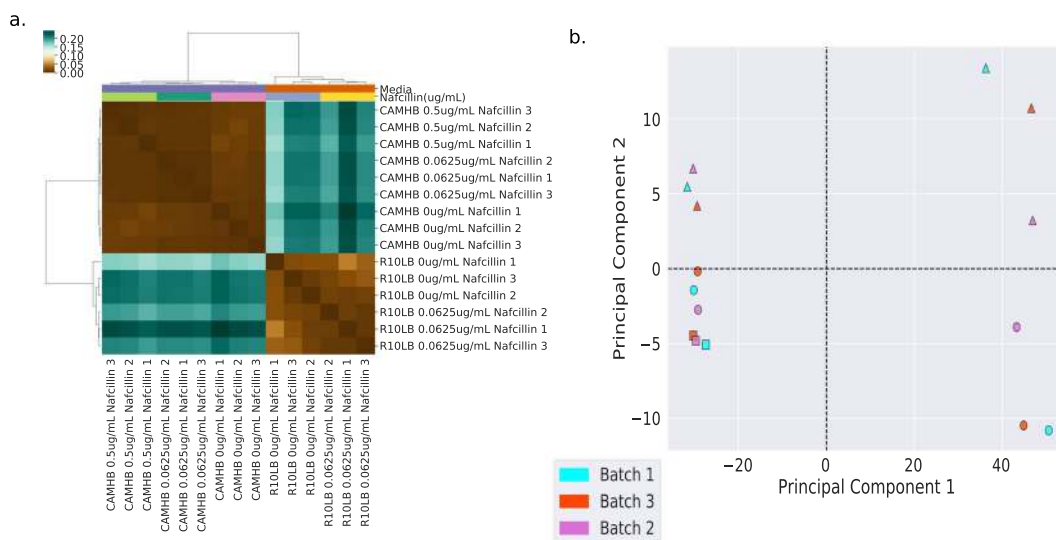 a.
0.20
0.15
0.10
0.05
0.00
Media
Nafcillin(ug/mL)
CAMHB 0.5ug/mL Nafcillin 3
CAMHB 0.5ug/mL Nafcillin 2
CAMHB 0.5ug/mL Nafcillin 1
CAMHB 0.0625ug/mL Nafcillin 2
CAMHB 0.0625ug/mL Nafcillin 1
CAMHB 0.0625ug/mL Nafcillin 3
CAMHB 0ug/mL Nafcillin 1
CAMHB 0ug/mL Nafcillin 2
CAMHB 0ug/mL Nafcillin 3
R10LB 0ug/mL Nafcillin 1
R10LB 0ug/mL Nafcillin 3
R10LB 0ug/mL Nafcillin 2
R10LB 0.0625ug/mL Nafcillin 2
R10LB 0.0625ug/mL Nafcillin 1
R10LB 0.0625ug/mL Nafcillin 3
CAMHB 0.5ug/mL Nafcillin 3
CAMHB 0.5ug/mL Nafcillin 2
CAMHB 0.5ug/mL Nafcillin 1
CAMHB 0.0625ug/mL Nafcillin 2
CAMHB 0.0625ug/mL Nafcillin 1
CAMHB 0.0625ug/mL Nafcillin 3
CAMHB 0ug/mL Nafcillin 1
CAMHB 0ug/mL Nafcillin 2
CAMHB 0ug/mL Nafcillin 3
R10LB 0ug/mL Nafcillin 1
R10LB 0ug/mL Nafcillin 3
R10LB 0ug/mL Nafcillin 2
R10LB 0.0625ug/mL Nafcillin 2
R10LB 0.0625ug/mL Nafcillin 1
R10LB 0.0625ug/mL Nafcillin 3
b.
Principal Component 2
10
5
0
−5
−10
−20
0
20
40
Principal Component 1
Batch 1
Batch 3
Batch 2